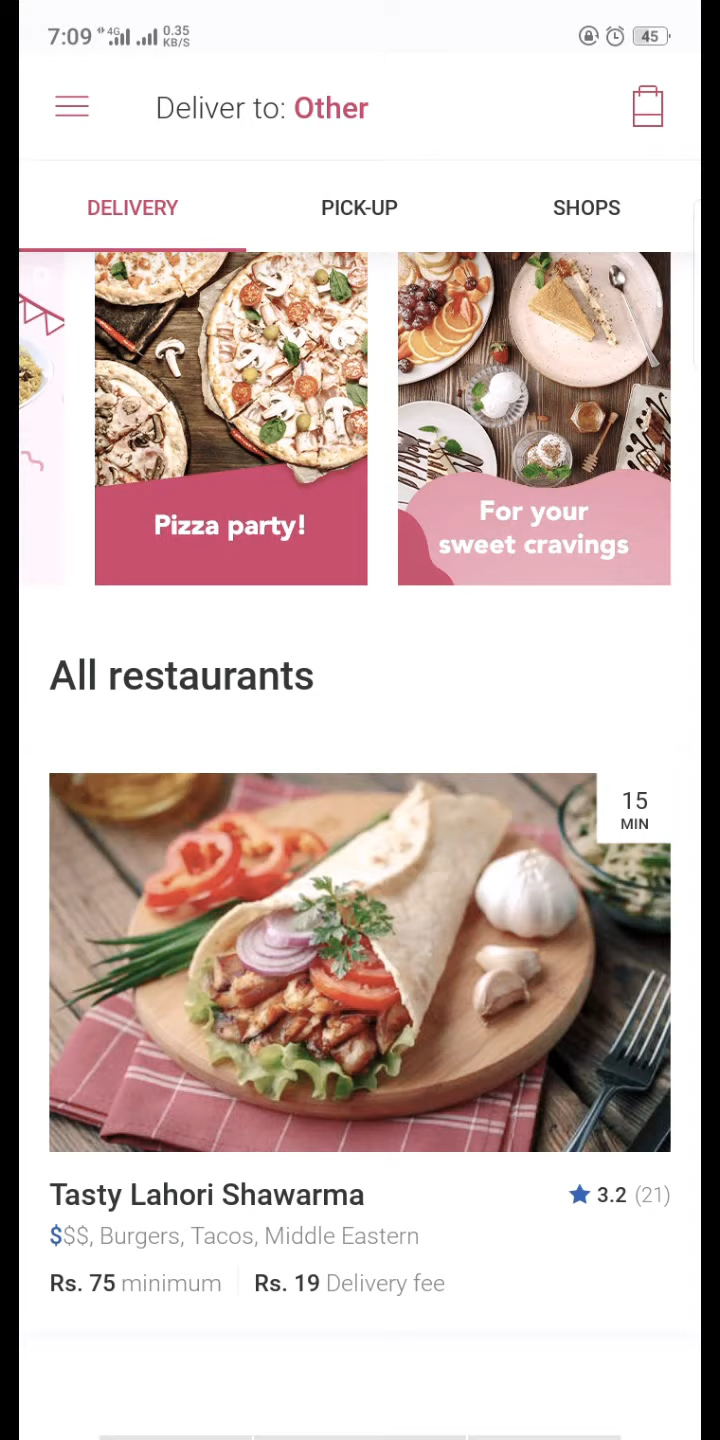 7:09 4G 0.35 KB/S 45
Deliver to: Other
DELIVERY PICK-UP SHOPS
Pizza party!
For your
sweet cravings
All restaurants
15
MIN
Tasty Lahori Shawarma 3.2 (21)
$$$, Burgers, Tacos, Middle Eastern
Rs. 75 minimum Rs. 19 Delivery fee